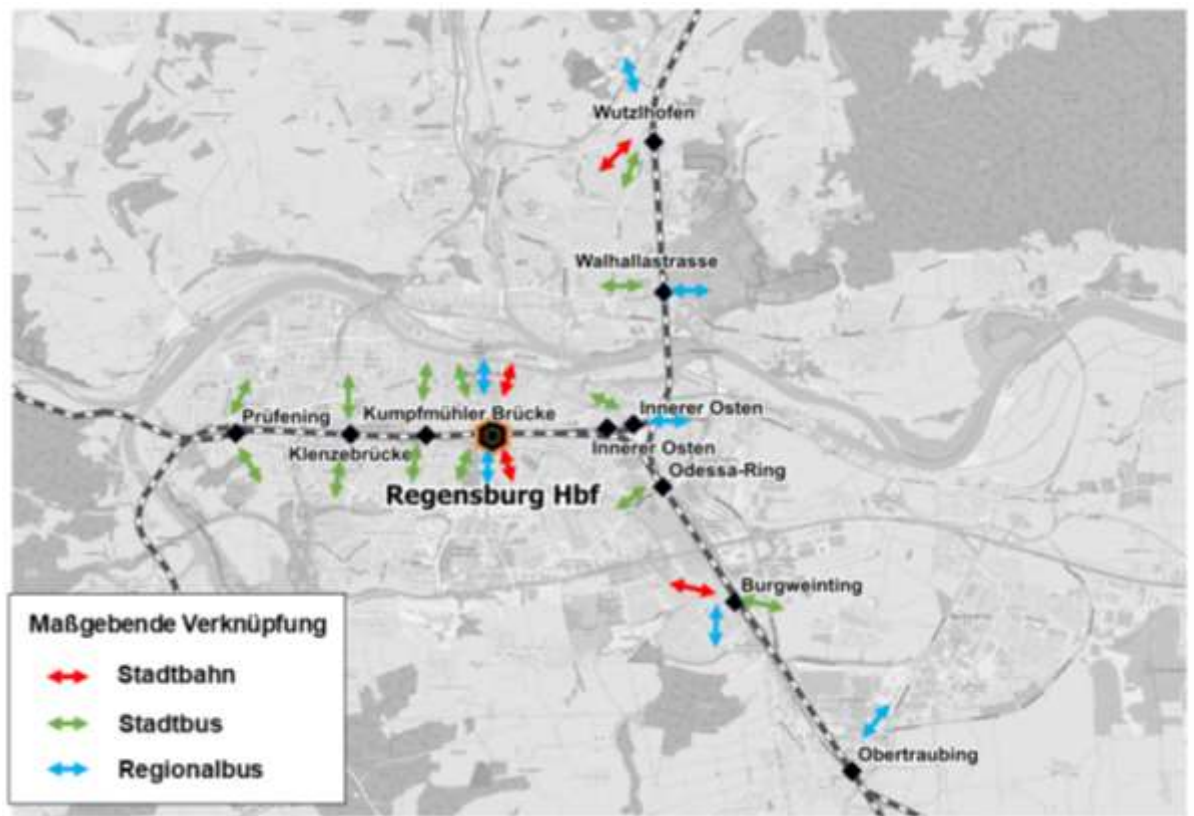 Wutzlhofen
Walhallastrasse
Prüfening
Kumpfmühler Brücke
Innerer Osten
Klenzebrücke
Innerer Osten
Odessa-Ring
Regensburg Hbf
Burgweinting
Obertraubing
Maßgebende Verknüpfung
Stadtbahn
Stadtbus
Regionalbus